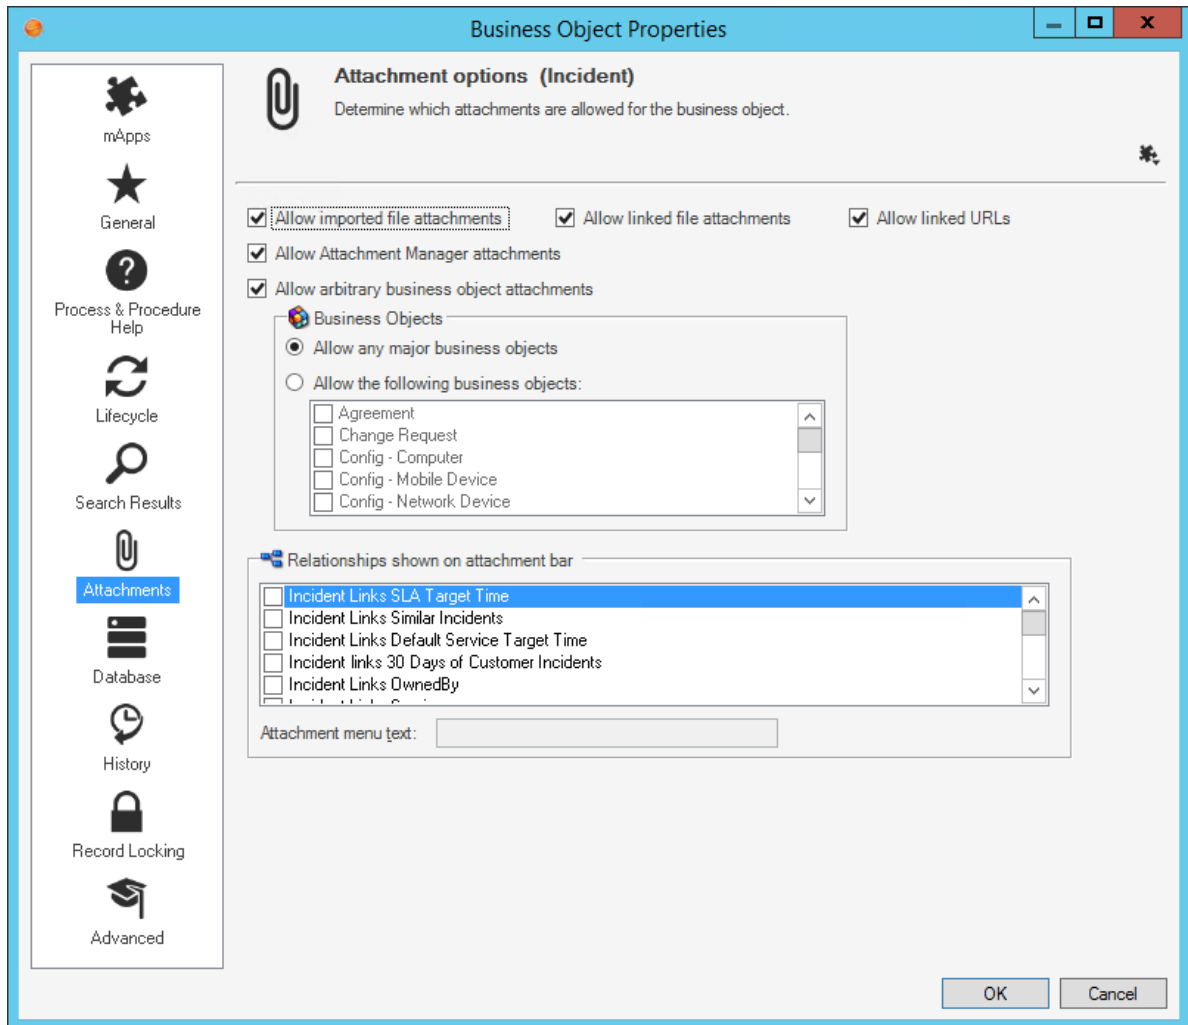 Business Object Properties
mApps
General
Process & Procedure
Help
Lifecycle
Search Results
Attachments
Database
History
Record Locking
Advanced
Attachment options (Incident)
Determine which attachments are allowed for the business object.
Allow imported file attachments
Allow linked file attachments
Allow linked URLs
Allow Attachment Manager attachments
Allow arbitrary business object attachments
Business Objects
Allow any major business objects
Allow the following business objects:
Agreement
Change Request
Config - Computer
Config - Mobile Device
Config - Network Device
Relationships shown on attachment bar
Incident Links SLA Target Time
Incident Links Similar Incidents
Incident Links Default Service Target Time
Incident links 30 Days of Customer Incidents
Incident Links OwnedBy
Attachment menu text:
OK
Cancel